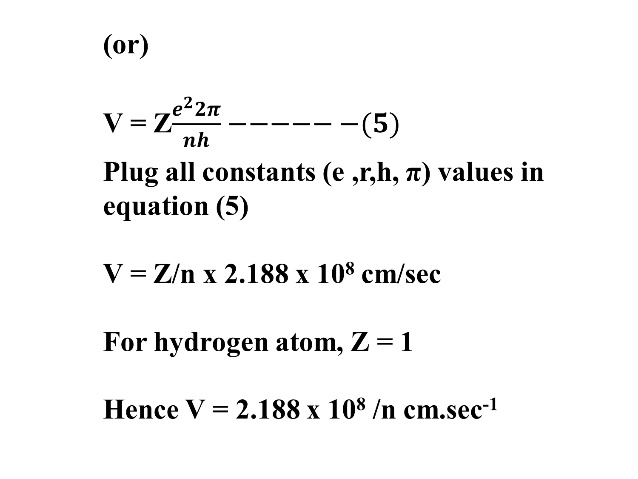 (or)
V = Z e²2π/nh − − − − − −(5)
Plug all constants (e ,r,h, π) values in
equation (5)
V = Z/n x 2.188 x 10⁸ cm/sec
For hydrogen atom, Z = 1
Hence V = 2.188 x 10⁸ /n cm.sec⁻¹